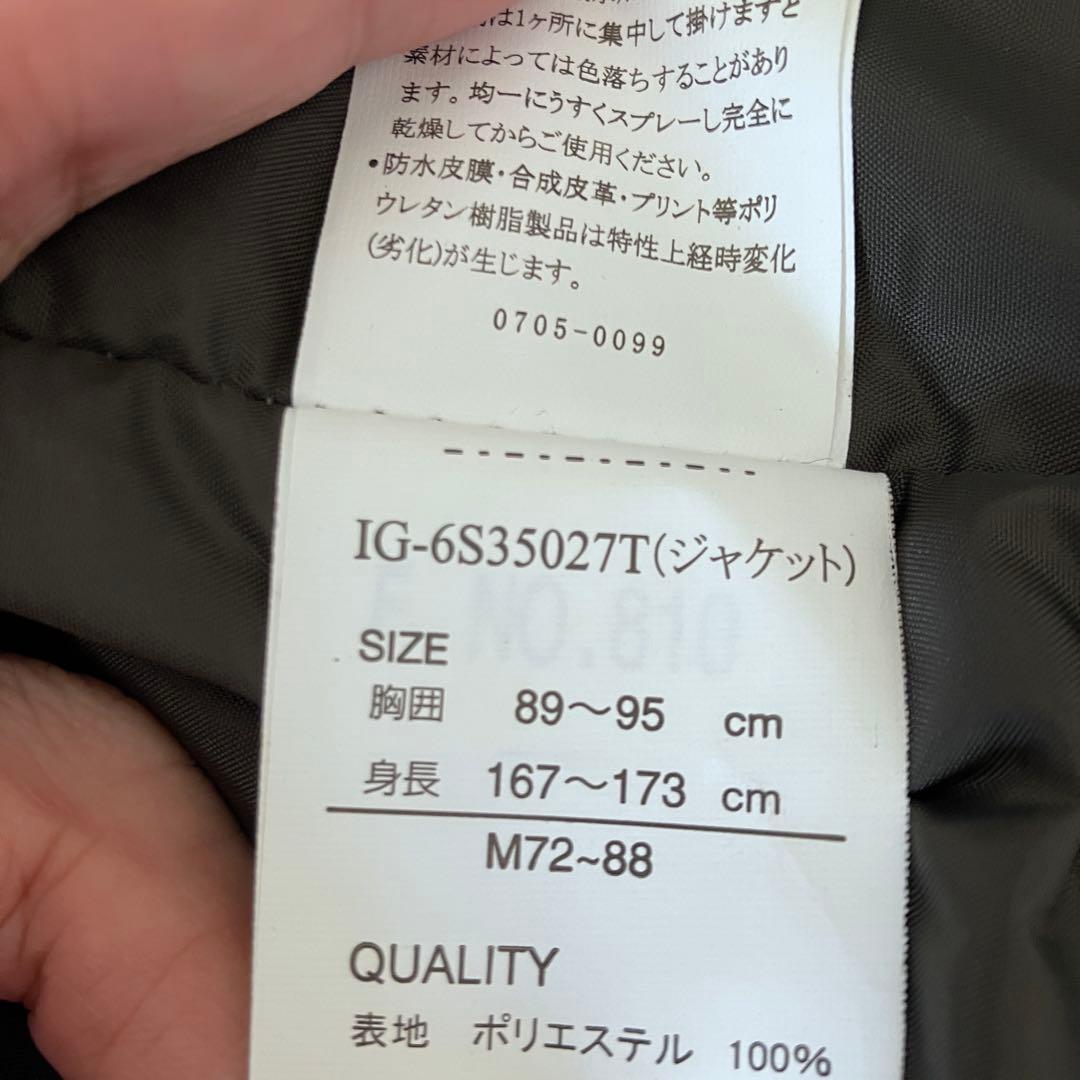 は1ヶ所に集中して掛けますと
素材によっては色落ちすることがあり
ます。均一にうすくスプレーし完全に
乾燥してからご使用ください。
•防水皮膜・合成皮革・プリント等ポリ
ウレタン樹脂製品は特性上経時変化
(劣化)が生じます。
0705-0099
IG-6S35027T(ジャケット)
NO.810
SIZE
胸囲 89～95 cm
身長 167～173 cm
M72~88
QUALITY
表地 ポリエステル 100%